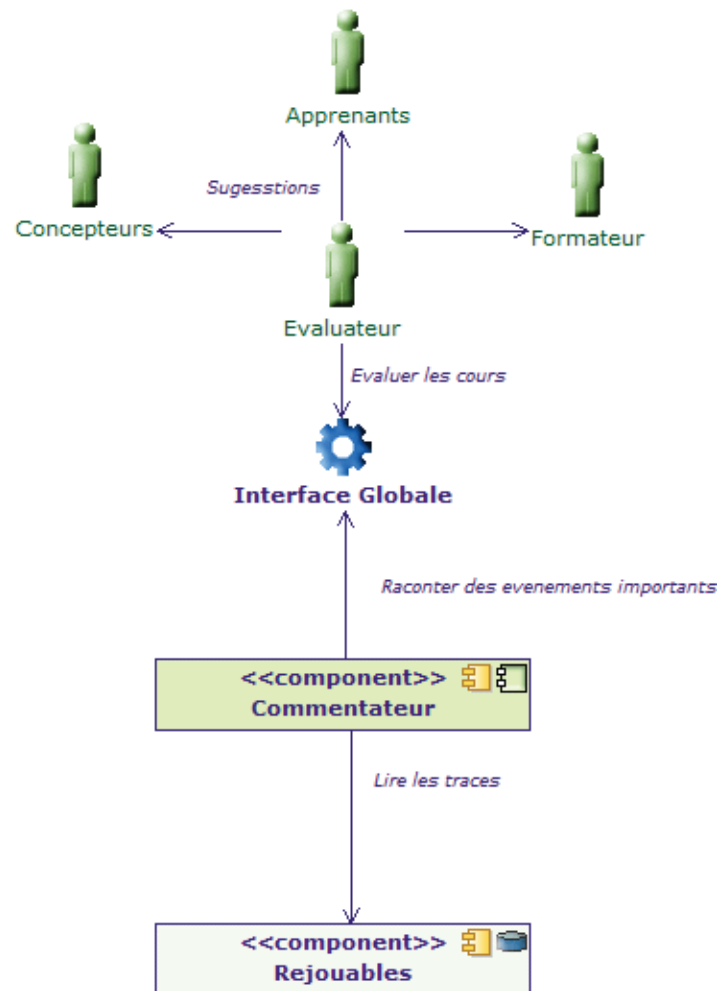 Apprenants
Sugesstions
Concepteurs
Formateur
Evaluateur
Evaluer les cours
Interface Globale
Raconter des evenements importants
<<component>>
Commentateur
Lire les traces
<<component>>
Rejouables